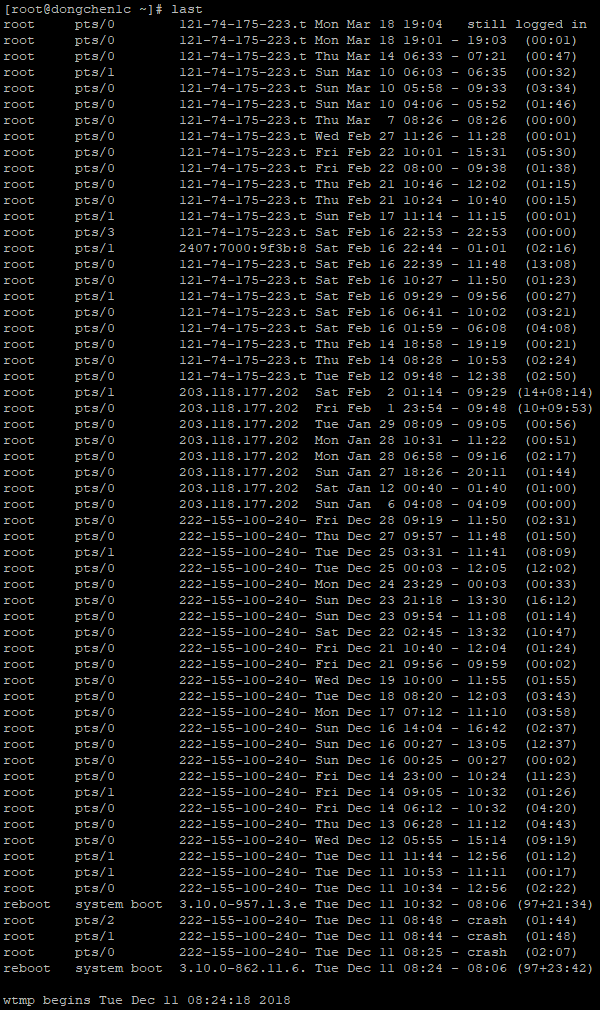 [root@dongchen1c ~]# last
root     pts/0        121-74-175-223.t Mon Mar 18 19:04   still logged in
root     pts/0        121-74-175-223.t Mon Mar 18 19:01 - 19:03  (00:01)
root     pts/0        121-74-175-223.t Thu Mar 14 06:33 - 07:21  (00:47)
root     pts/1        121-74-175-223.t Sun Mar 10 06:03 - 06:35  (00:32)
root     pts/0        121-74-175-223.t Sun Mar 10 05:58 - 09:33  (03:34)
root     pts/0        121-74-175-223.t Sun Mar 10 04:06 - 05:52  (01:46)
root     pts/0        121-74-175-223.t Thu Mar  7 08:26 - 08:26  (00:00)
root     pts/0        121-74-175-223.t Wed Feb 27 11:26 - 11:28  (00:01)
root     pts/0        121-74-175-223.t Fri Feb 22 10:01 - 15:31  (05:30)
root     pts/0        121-74-175-223.t Fri Feb 22 08:00 - 09:38  (01:38)
root     pts/0        121-74-175-223.t Thu Feb 21 10:46 - 12:02  (01:15)
root     pts/0        121-74-175-223.t Thu Feb 21 10:24 - 10:40  (00:15)
root     pts/1        121-74-175-223.t Sun Feb 17 11:14 - 11:15  (00:01)
root     pts/3        121-74-175-223.t Sat Feb 16 22:53 - 22:53  (00:00)
root     pts/1        2407:7000:9f3b:8 Sat Feb 16 22:44 - 01:01  (02:16)
root     pts/0        121-74-175-223.t Sat Feb 16 22:39 - 11:48  (13:08)
root     pts/1        121-74-175-223.t Sat Feb 16 10:27 - 11:50  (01:23)
root     pts/1        121-74-175-223.t Sat Feb 16 09:29 - 09:56  (00:27)
root     pts/0        121-74-175-223.t Sat Feb 16 06:41 - 10:02  (03:21)
root     pts/0        121-74-175-223.t Sat Feb 16 01:59 - 06:08  (04:08)
root     pts/0        121-74-175-223.t Thu Feb 14 18:58 - 19:19  (00:21)
root     pts/0        121-74-175-223.t Thu Feb 14 08:28 - 10:53  (02:24)
root     pts/0        121-74-175-223.t Tue Feb 12 09:48 - 12:38  (02:50)
root     pts/1        203.118.177.202  Sat Feb  2 01:14 - 09:29 (14+08:14)
root     pts/0        203.118.177.202  Fri Feb  1 23:54 - 09:48 (10+09:53)
root     pts/0        203.118.177.202  Tue Jan 29 08:09 - 09:05  (00:56)
root     pts/0        203.118.177.202  Mon Jan 28 10:31 - 11:22  (00:51)
root     pts/0        203.118.177.202  Mon Jan 28 06:58 - 09:16  (02:17)
root     pts/0        203.118.177.202  Sun Jan 27 18:26 - 20:11  (01:44)
root     pts/0        203.118.177.202  Sat Jan 12 00:40 - 01:40  (01:00)
root     pts/0        203.118.177.202  Sun Jan  6 04:08 - 04:09  (00:00)
root     pts/0        222-155-100-240- Fri Dec 28 09:19 - 11:50  (02:31)
root     pts/0        222-155-100-240- Thu Dec 27 09:57 - 11:48  (01:50)
root     pts/1        222-155-100-240- Tue Dec 25 03:31 - 11:41  (08:09)
root     pts/0        222-155-100-240- Tue Dec 25 00:03 - 12:05  (12:02)
root     pts/0        222-155-100-240- Mon Dec 24 23:29 - 00:03  (00:33)
root     pts/0        222-155-100-240- Sun Dec 23 21:18 - 13:30  (16:12)
root     pts/0        222-155-100-240- Sun Dec 23 09:54 - 11:08  (01:14)
root     pts/0        222-155-100-240- Sat Dec 22 02:45 - 13:32  (10:47)
root     pts/0        222-155-100-240- Fri Dec 21 10:40 - 12:04  (01:24)
root     pts/0        222-155-100-240- Fri Dec 21 09:56 - 09:59  (00:02)
root     pts/0        222-155-100-240- Wed Dec 19 10:00 - 11:55  (01:55)
root     pts/0        222-155-100-240- Tue Dec 18 08:20 - 12:03  (03:43)
root     pts/0        222-155-100-240- Mon Dec 17 07:12 - 11:10  (03:58)
root     pts/0        222-155-100-240- Sun Dec 16 14:04 - 16:42  (02:37)
root     pts/0        222-155-100-240- Sun Dec 16 00:27 - 13:05  (12:37)
root     pts/0        222-155-100-240- Sun Dec 16 00:25 - 00:27  (00:02)
root     pts/0        222-155-100-240- Fri Dec 14 23:00 - 10:24  (11:23)
root     pts/1        222-155-100-240- Fri Dec 14 09:05 - 10:32  (01:26)
root     pts/0        222-155-100-240- Fri Dec 14 06:12 - 10:32  (04:20)
root     pts/0        222-155-100-240- Thu Dec 13 06:28 - 11:12  (04:43)
root     pts/0        222-155-100-240- Wed Dec 12 05:55 - 15:14  (09:19)
root     pts/1        222-155-100-240- Tue Dec 11 11:44 - 12:56  (01:12)
root     pts/1        222-155-100-240- Tue Dec 11 10:53 - 11:11  (00:17)
root     pts/0        222-155-100-240- Tue Dec 11 10:34 - 12:56  (02:22)
reboot   system boot  3.10.0-957.1.3.e Tue Dec 11 10:32 - 08:06 (97+21:34)
root     pts/2        222-155-100-240- Tue Dec 11 08:48 - crash  (01:44)
root     pts/1        222-155-100-240- Tue Dec 11 08:44 - crash  (01:48)
root     pts/0        222-155-100-240- Tue Dec 11 08:25 - crash  (02:07)
reboot   system boot  3.10.0-862.11.6. Tue Dec 11 08:24 - 08:06 (97+23:42)

wtmp begins Tue Dec 11 08:24:18 2018